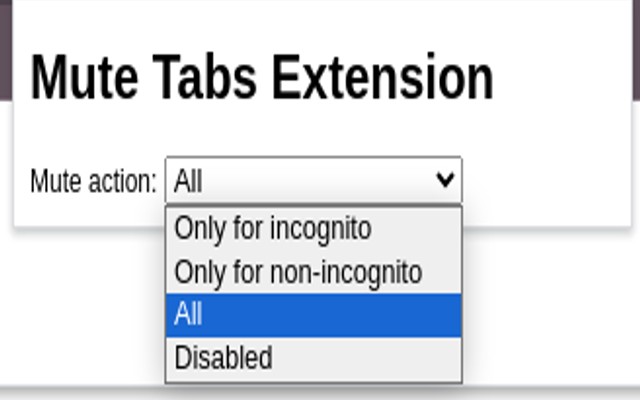 Mute Tabs Extension
Mute action: All
Only for incognito
Only for non-incognito
All
Disabled